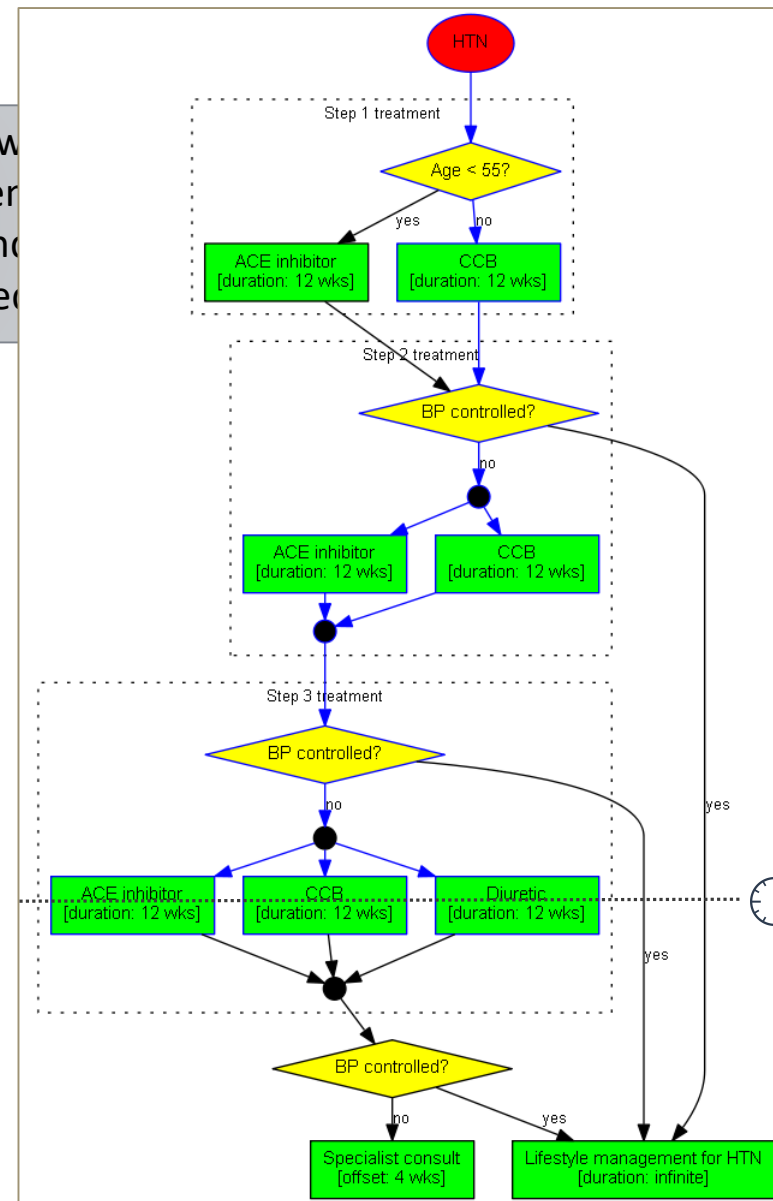 HTN
Step 1 treatment
Age < 55?
yes
no
ACE inhibitor
[duration: 12 wks]
CCB
[duration: 12 wks]
Step 2 treatment
BP controlled?
no
ACE inhibitor
[duration: 12 wks]
CCB
[duration: 12 wks]
Step 3 treatment
BP controlled?
yes
no
ACE inhibitor
[duration: 12 wks]
CCB
[duration: 12 wks]
Diuretic
[duration: 12 wks]
yes
BP controlled?
no
yes
Specialist consult
[offset: 4 wks]
Lifestyle management for HTN
[duration: infinite]